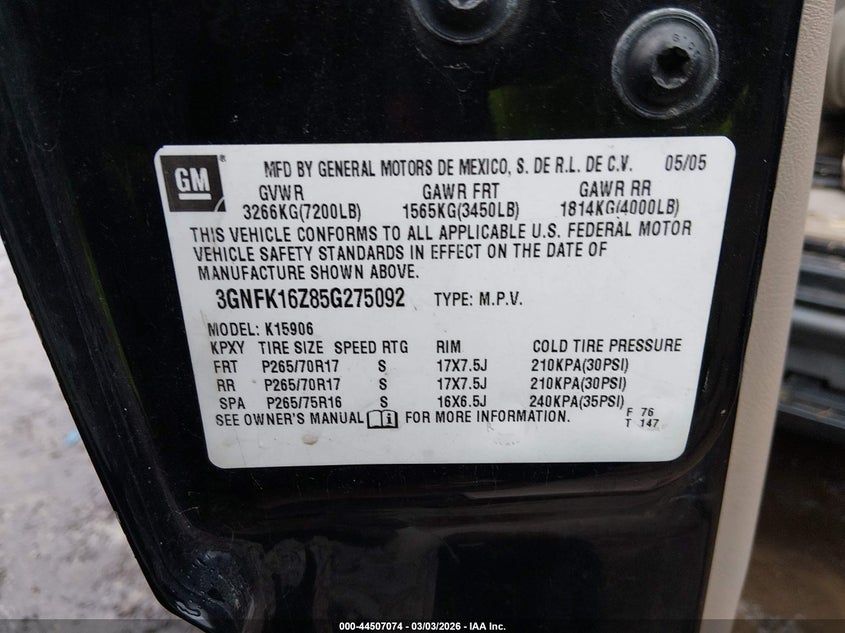 GM ® MFD BY GENERAL MOTORS DE MEXICO, S. DE R.L. DE C.V. 05/05
GVWR GAWR FRT GAWR RR
3266KG(7200LB) 1565KG(3450LB) 1814KG(4000LB)
THIS VEHICLE CONFORMS TO ALL APPLICABLE U.S. FEDERAL MOTOR
VEHICLE SAFETY STANDARDS IN EFFECT ON THE DATE OF
MANUFACTURE SHOWN ABOVE.
3GNFK16Z85G275092 TYPE: M.P.V.
MODEL: K15906
KPXY TIRE SIZE SPEED RTG RIM COLD TIRE PRESSURE
FRT P265/70R17 S 17X7.5J 210KPA(30PSI)
RR P265/70R17 S 17X7.5J 210KPA(30PSI)
SPA P265/75R16 S 16X6.5J 240KPA(35PSI)
SEE OWNER'S MANUAL FOR MORE INFORMATION. F 76
T 147
000-44507074 — 03/03/2026 — IAA Inc.